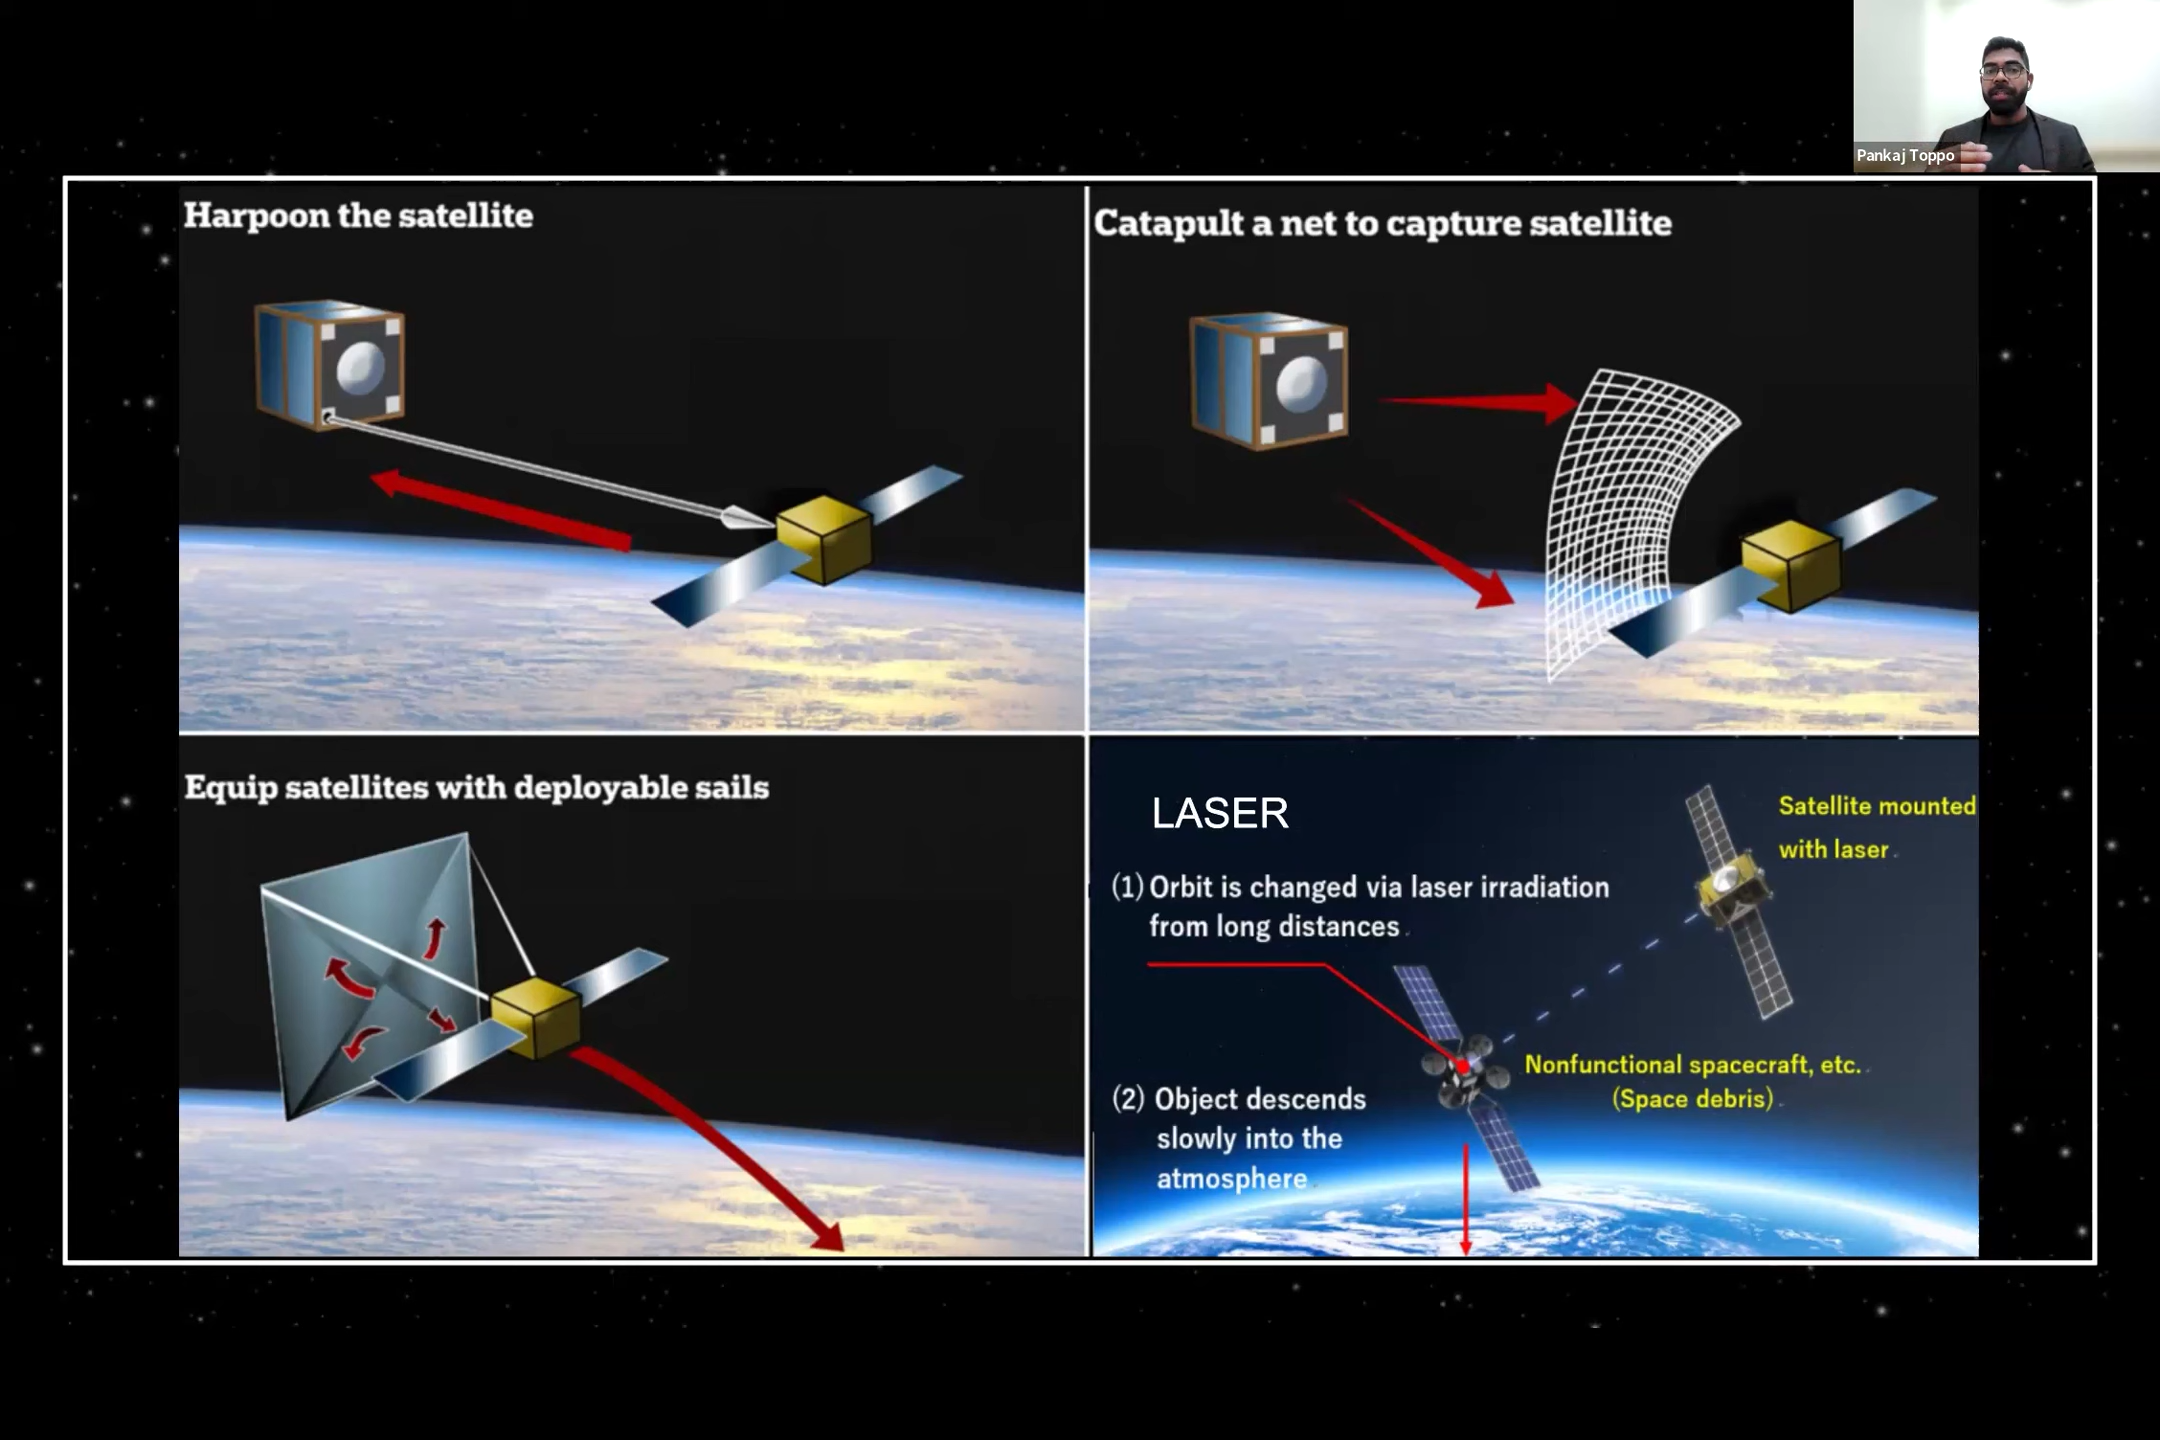 Pankaj Toppo
Harpoon the satellite
Catapult a net to capture satellite
Equip satellites with deployable sails
LASER
(1) Orbit is changed via laser irradiation
from long distances
Satellite mounted
with laser
Nonfunctional spacecraft, etc.
(Space debris)
(2) Object descends
slowly into the
atmosphere